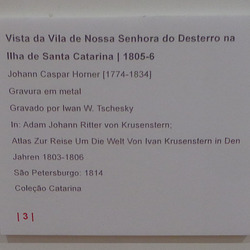 Vista da Vila de Nossa Senhora do Desterro na
Ilha de Santa Catarina | 1805-6
Johann Caspar Horner [1774-1834]
Gravura em metal
Gravado por Iwan W. Tschesky
In: Adam Johann Ritter von Krusenstern;
Atlas Zur Reise Um Die Welt Von Ivan Krusenstern in Den
Jahren 1803-1806
São Petersburgo: 1814
Coleção Catarina
| 3 |